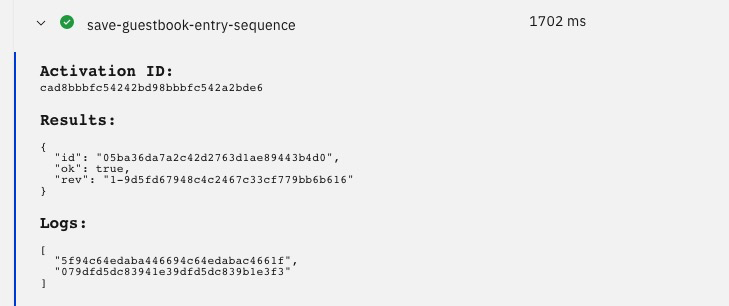 save-guestbook-entry-sequence 1702 ms
Activation ID:
cad8bbbfc54242bd98bbbfc542a2bde6
Results:
{
"id": "05ba36da7a2c42d2763d1ae89443b4d0",
"ok": true,
"rev": "1-9d5fd67948c4c2467c33cf779bb6b616"
}
Logs:
[
"5f94c64edaba446694c64edabac4661f",
"079dfd5dc83941e39dfd5dc839b1e3f3"
]